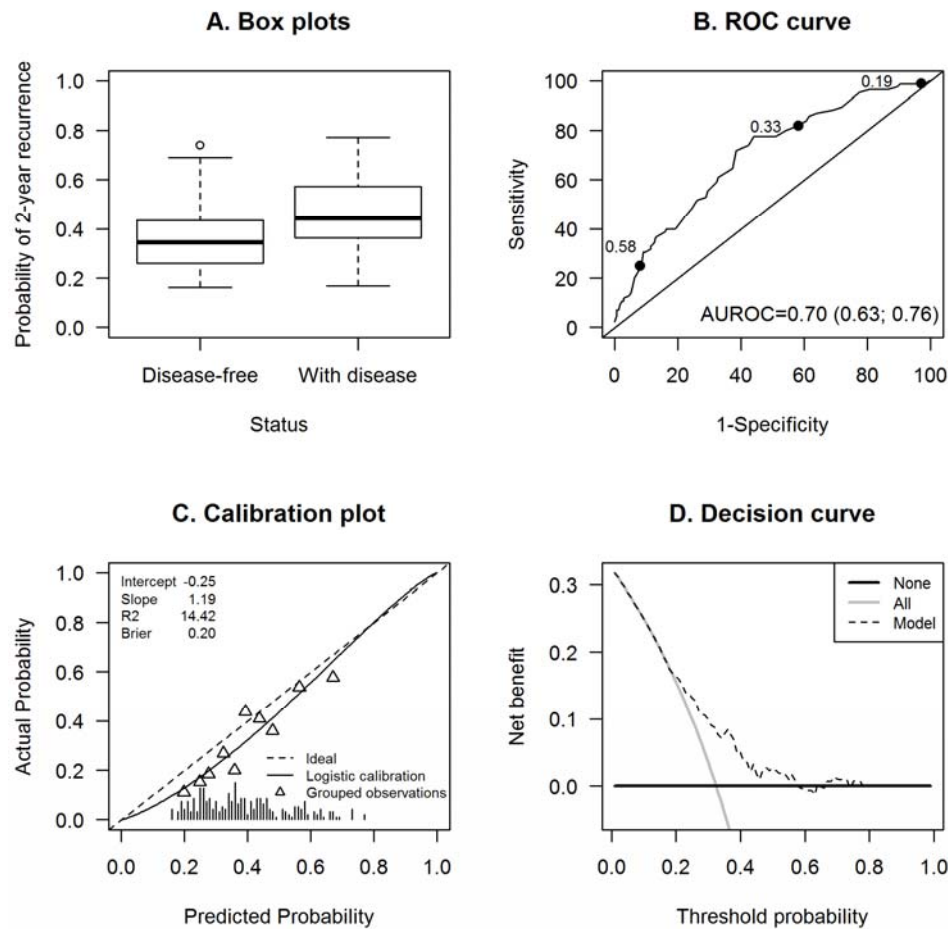 A. Box plots
Probability of 2-year recurrence
1.0
0.8
0.6
0.4
0.2
0.0
Disease-free With disease
Status
B. ROC curve
Sensitivity
100
80
60
40
20
0
0.19
0.33
0.58
AUROC=0.70 (0.63; 0.76)
0 20 40 60 80 100
1-Specificity
C. Calibration plot
Actual Probability
1.0
0.8
0.6
0.4
0.2
0.0
Intercept -0.25
Slope 1.19
R2 14.42
Brier 0.20
Ideal
Logistic calibration
Grouped observations
0.0 0.2 0.4 0.6 0.8 1.0
Predicted Probability
D. Decision curve
Net benefit
0.3
0.2
0.1
0.0
None
All
Model
0.0 0.2 0.4 0.6 0.8 1.0
Threshold probability